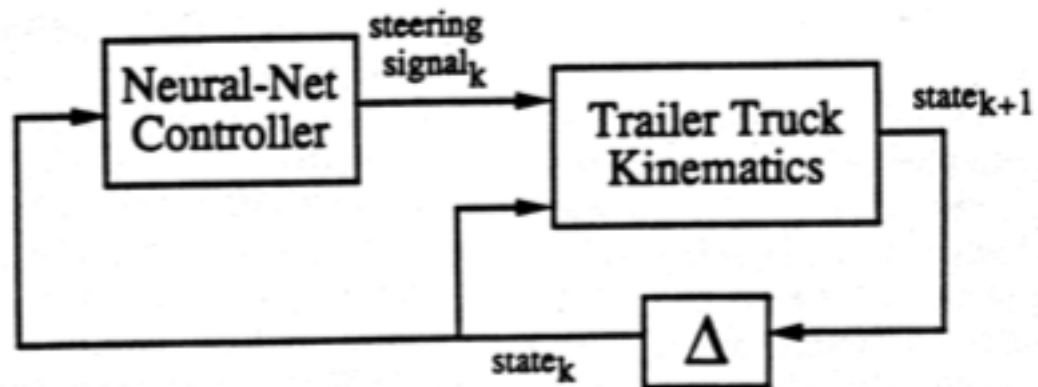 steering
signalk
Neural-Net
Controller
Trailer Truck
Kinematics
statek+1
Δ
statek